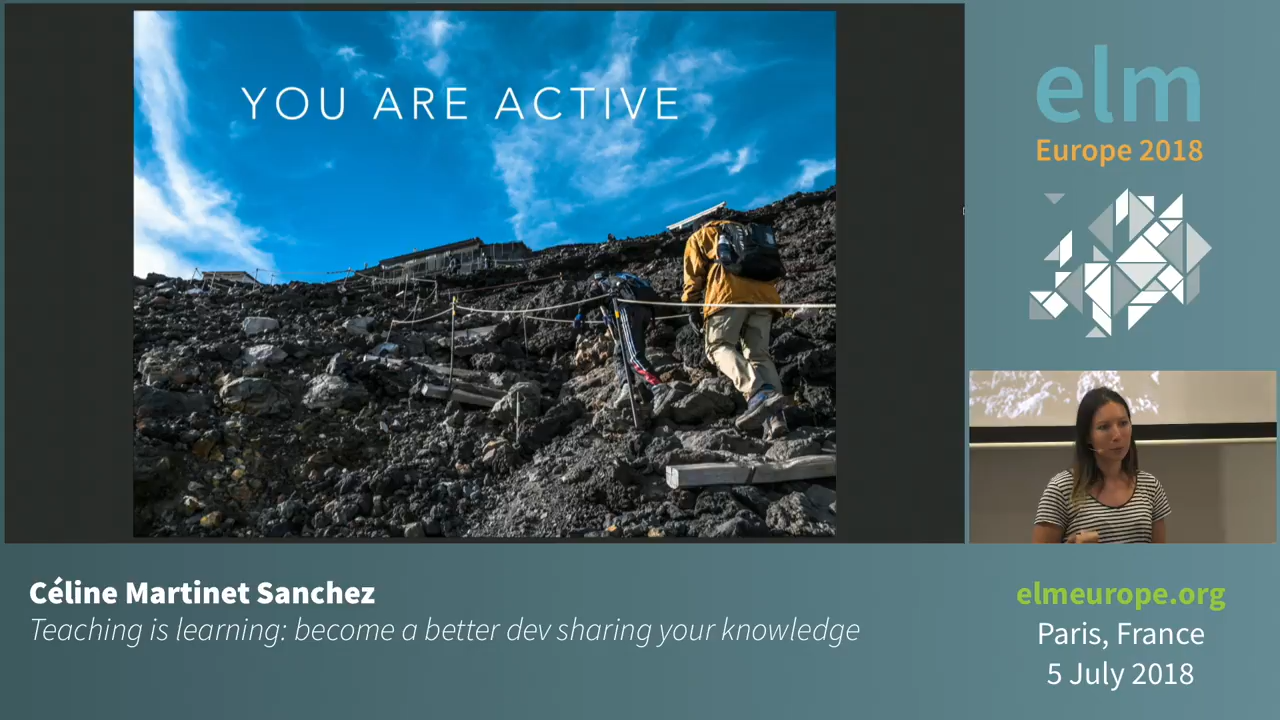 YOU ARE ACTIVE
elm
Europe 2018
Céline Martinet Sanchez
Teaching is learning: become a better dev sharing your knowledge
elmeurope.org
Paris, France
5 July 2018